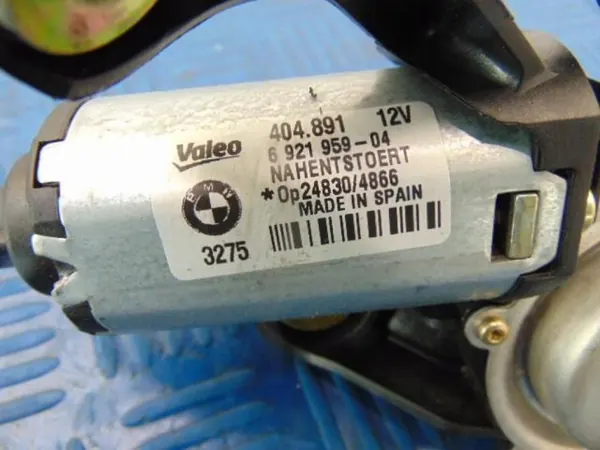 Valeo 404.891 12V
6 921 959-04
NAHENTSTOERT
*Op24830/4866
MADE IN SPAIN
BMW
3275